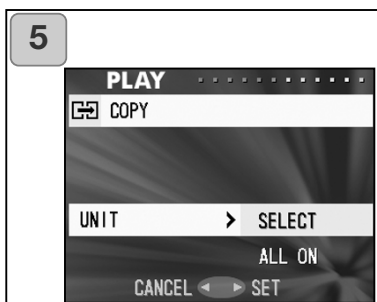 5
PLAY
COPY
UNIT > SELECT
ALL ON
CANCEL ◄ ► SET